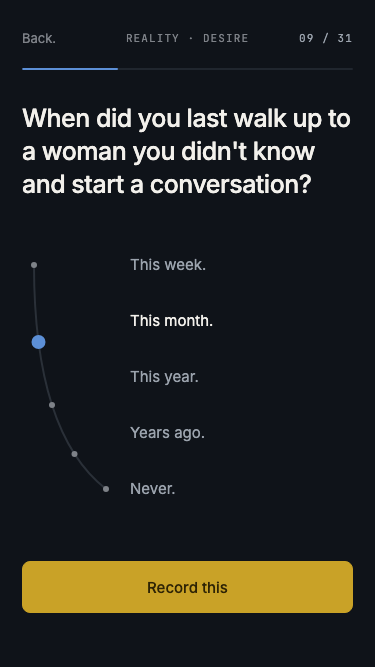 Back.
REALITY · DESIRE
09 / 31
When did you last walk up to
a woman you didn't know
and start a conversation?
This week.
This month.
This year.
Years ago.
Never.
Record this